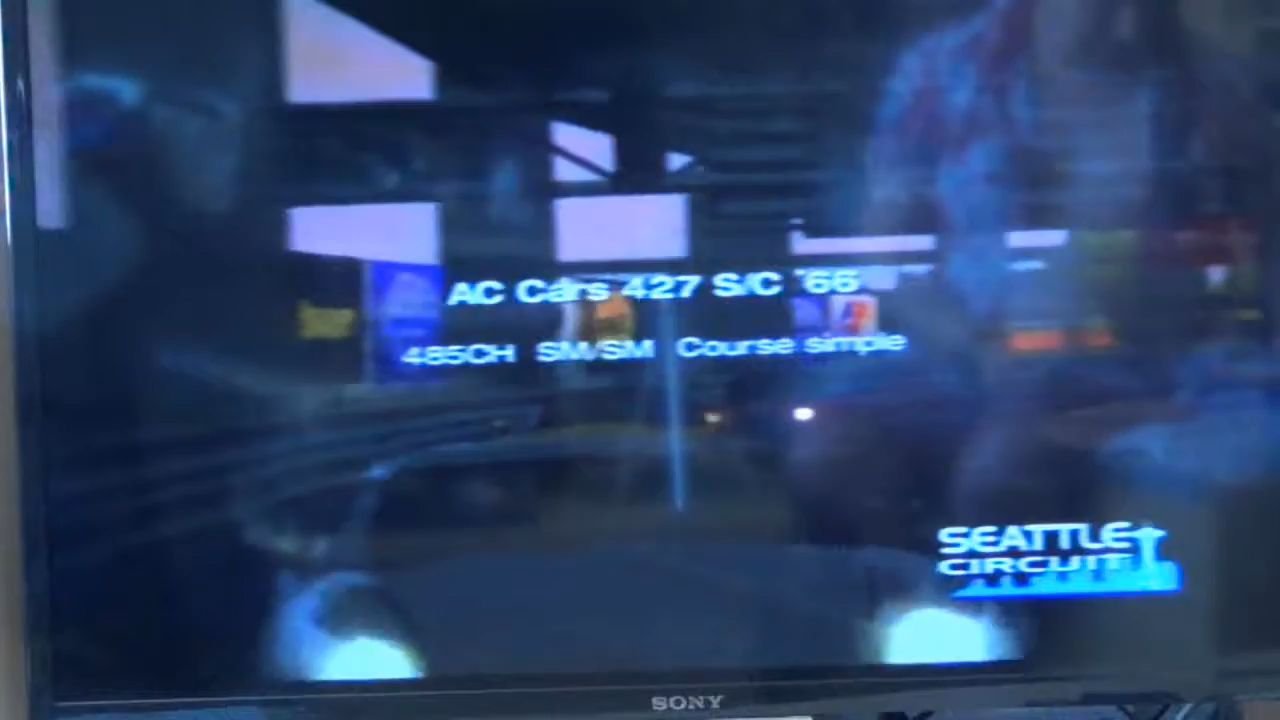 AC Cars 427 S/C '66
485CH SM/SM Course simple
SEATTLE
CIRCUIT
SONY